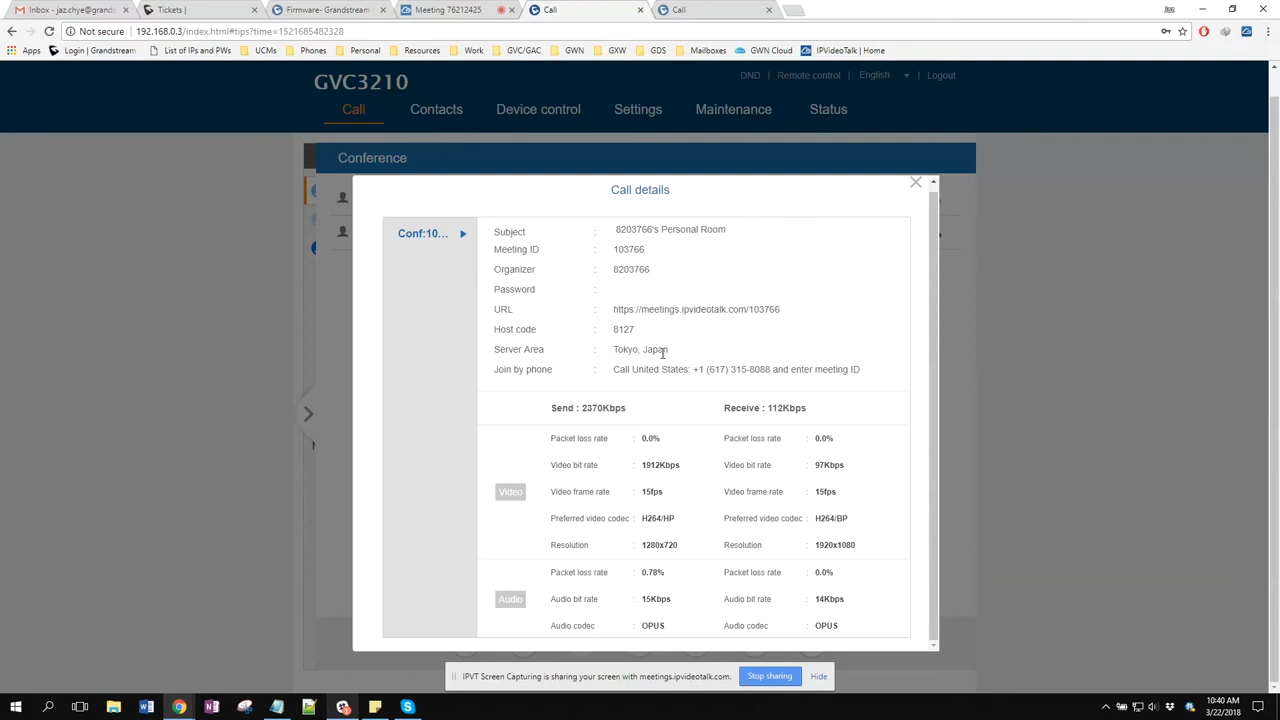 Inbox - jaz.chye@grands
Tickets |
Firmware- Grandstream
Meeting 76212425
Call
Call
Not secure 192.168.0.3/index.html#tips?time=1521685482328
Apps Login | Grandstream List of IPs and PWs UCMs Phones Personal Resources Work GVC/GAC GWN GXW GDS Mailboxes GWN Cloud IPVideoTalk | Home
GVC3210
DND | Remote control | English Logout
Call Contacts Device control Settings Maintenance Status
Conference
Call details
Conf:10...
Subject : 8203766's Personal Room
Meeting ID : 103766
Organizer : 8203766
Password :
URL : https://meetings.ipvideotalk.com/103766
Host code : 8127
Server Area : Tokyo, Japan
Join by phone : Call United States: +1 (617) 315-8088 and enter meeting ID
Send : 2370Kbps Receive : 112Kbps
Packet loss rate : 0.0% Packet loss rate : 0.0%
Video bit rate : 1912Kbps Video bit rate : 97Kbps
Video Video frame rate : 15fps Video frame rate : 15fps
Preferred video codec : H264/HP Preferred video codec : H264/BP
Resolution : 1280x720 Resolution : 1920x1080
Packet loss rate : 0.78% Packet loss rate : 0.0%
Audio Audio bit rate : 15Kbps Audio bit rate : 14Kbps
Audio codec : OPUS Audio codec : OPUS
IPVT Screen Capturing is sharing your screen with meetings.ipvideotalk.com. Stop sharing Hide
10:40 AM
3/22/2018